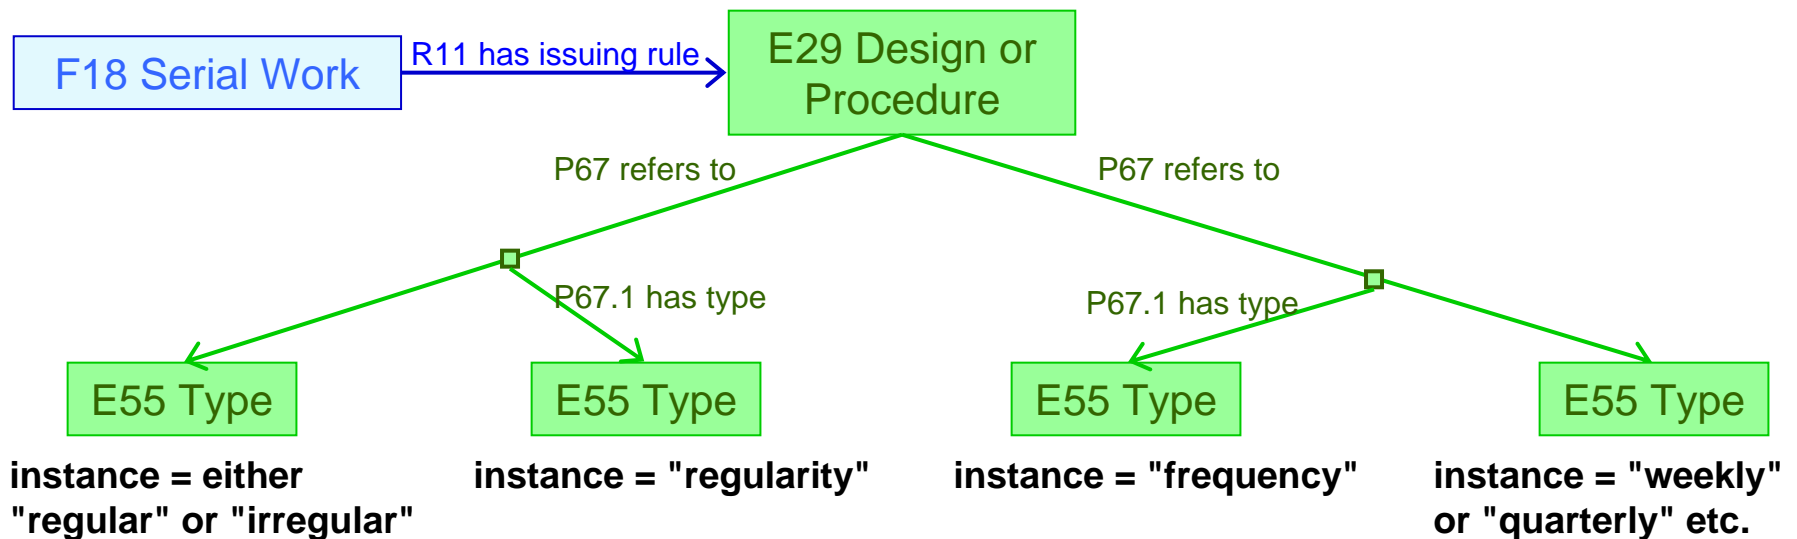 F18 Serial Work
R11 has issuing rule
E29 Design or
Procedure
P67 refers to
P67 refers to
P67.1 has type
P67.1 has type
E55 Type
E55 Type
E55 Type
E55 Type
instance = either
"regular" or "irregular"
instance = "regularity"
instance = "frequency"
instance = "weekly"
or "quarterly" etc.